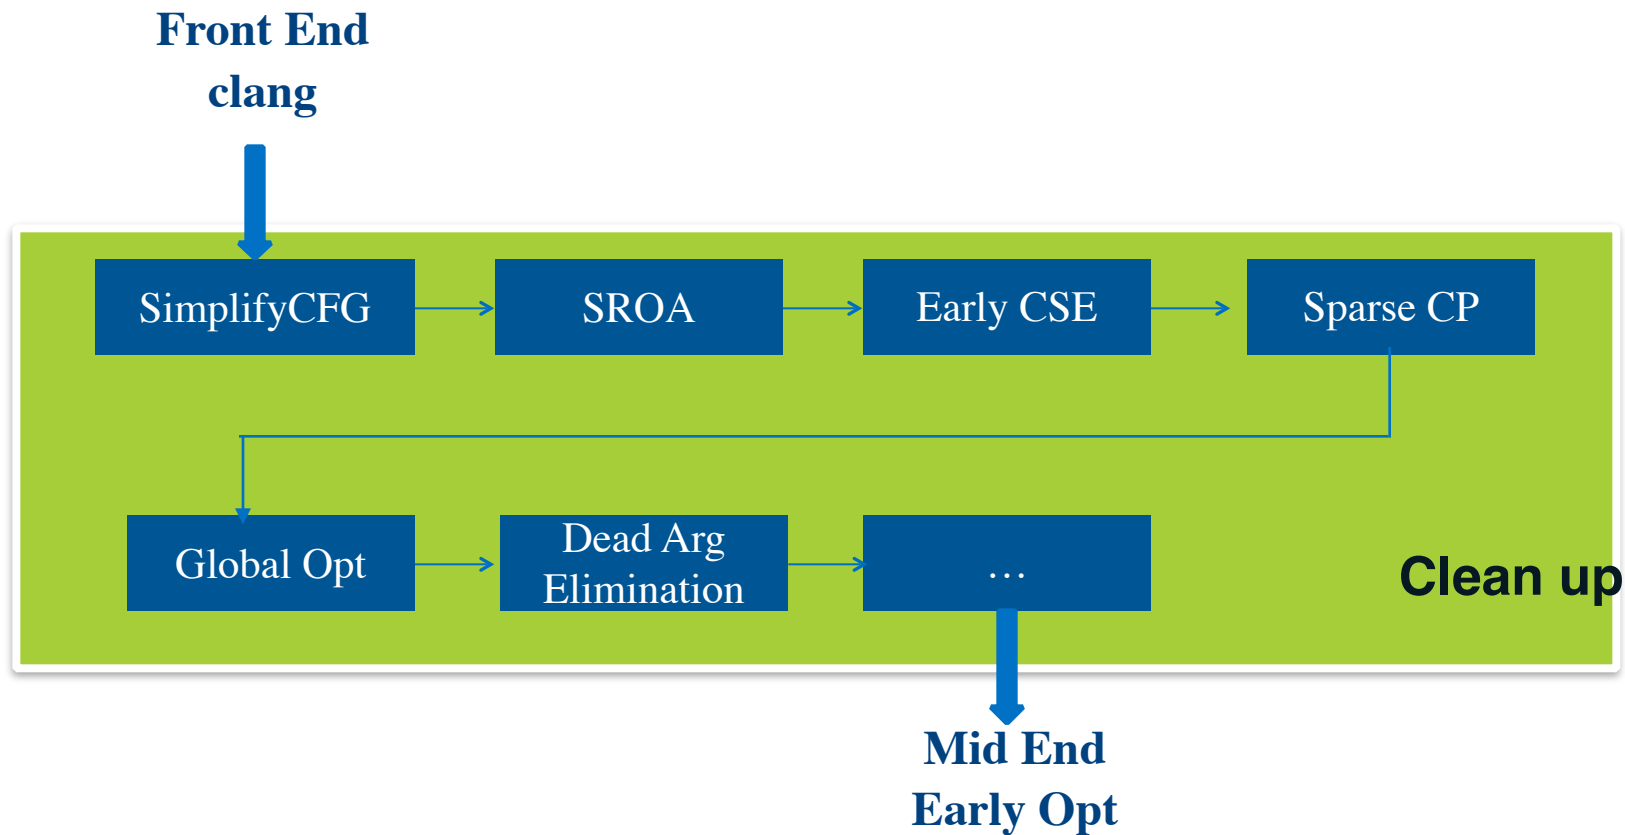 Front End
clang
SimplifyCFG
SROA
Early CSE
Sparse CP
Global Opt
Dead Arg
Elimination
…
Clean up
Mid End
Early Opt